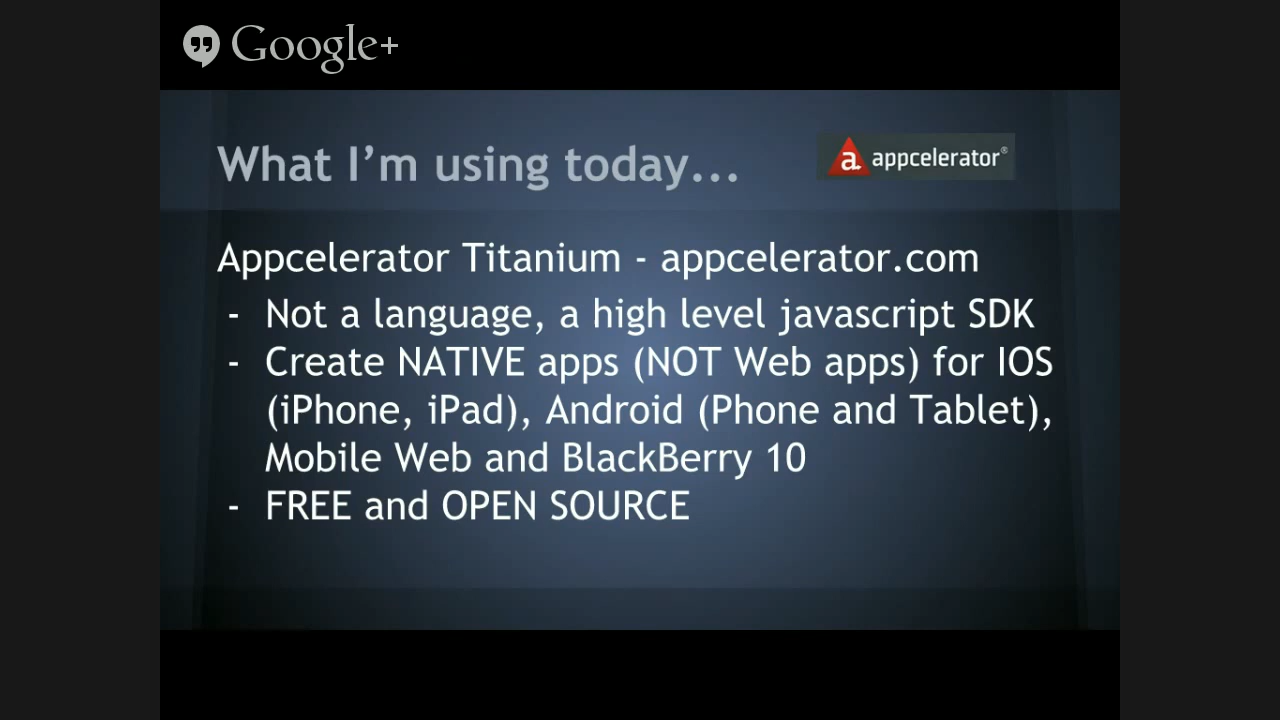 Google+
What I'm using today...
appcelerator®
Appcelerator Titanium - appcelerator.com
- Not a language, a high level javascript SDK
- Create NATIVE apps (NOT Web apps) for IOS
(iPhone, iPad), Android (Phone and Tablet),
Mobile Web and BlackBerry 10
- FREE and OPEN SOURCE